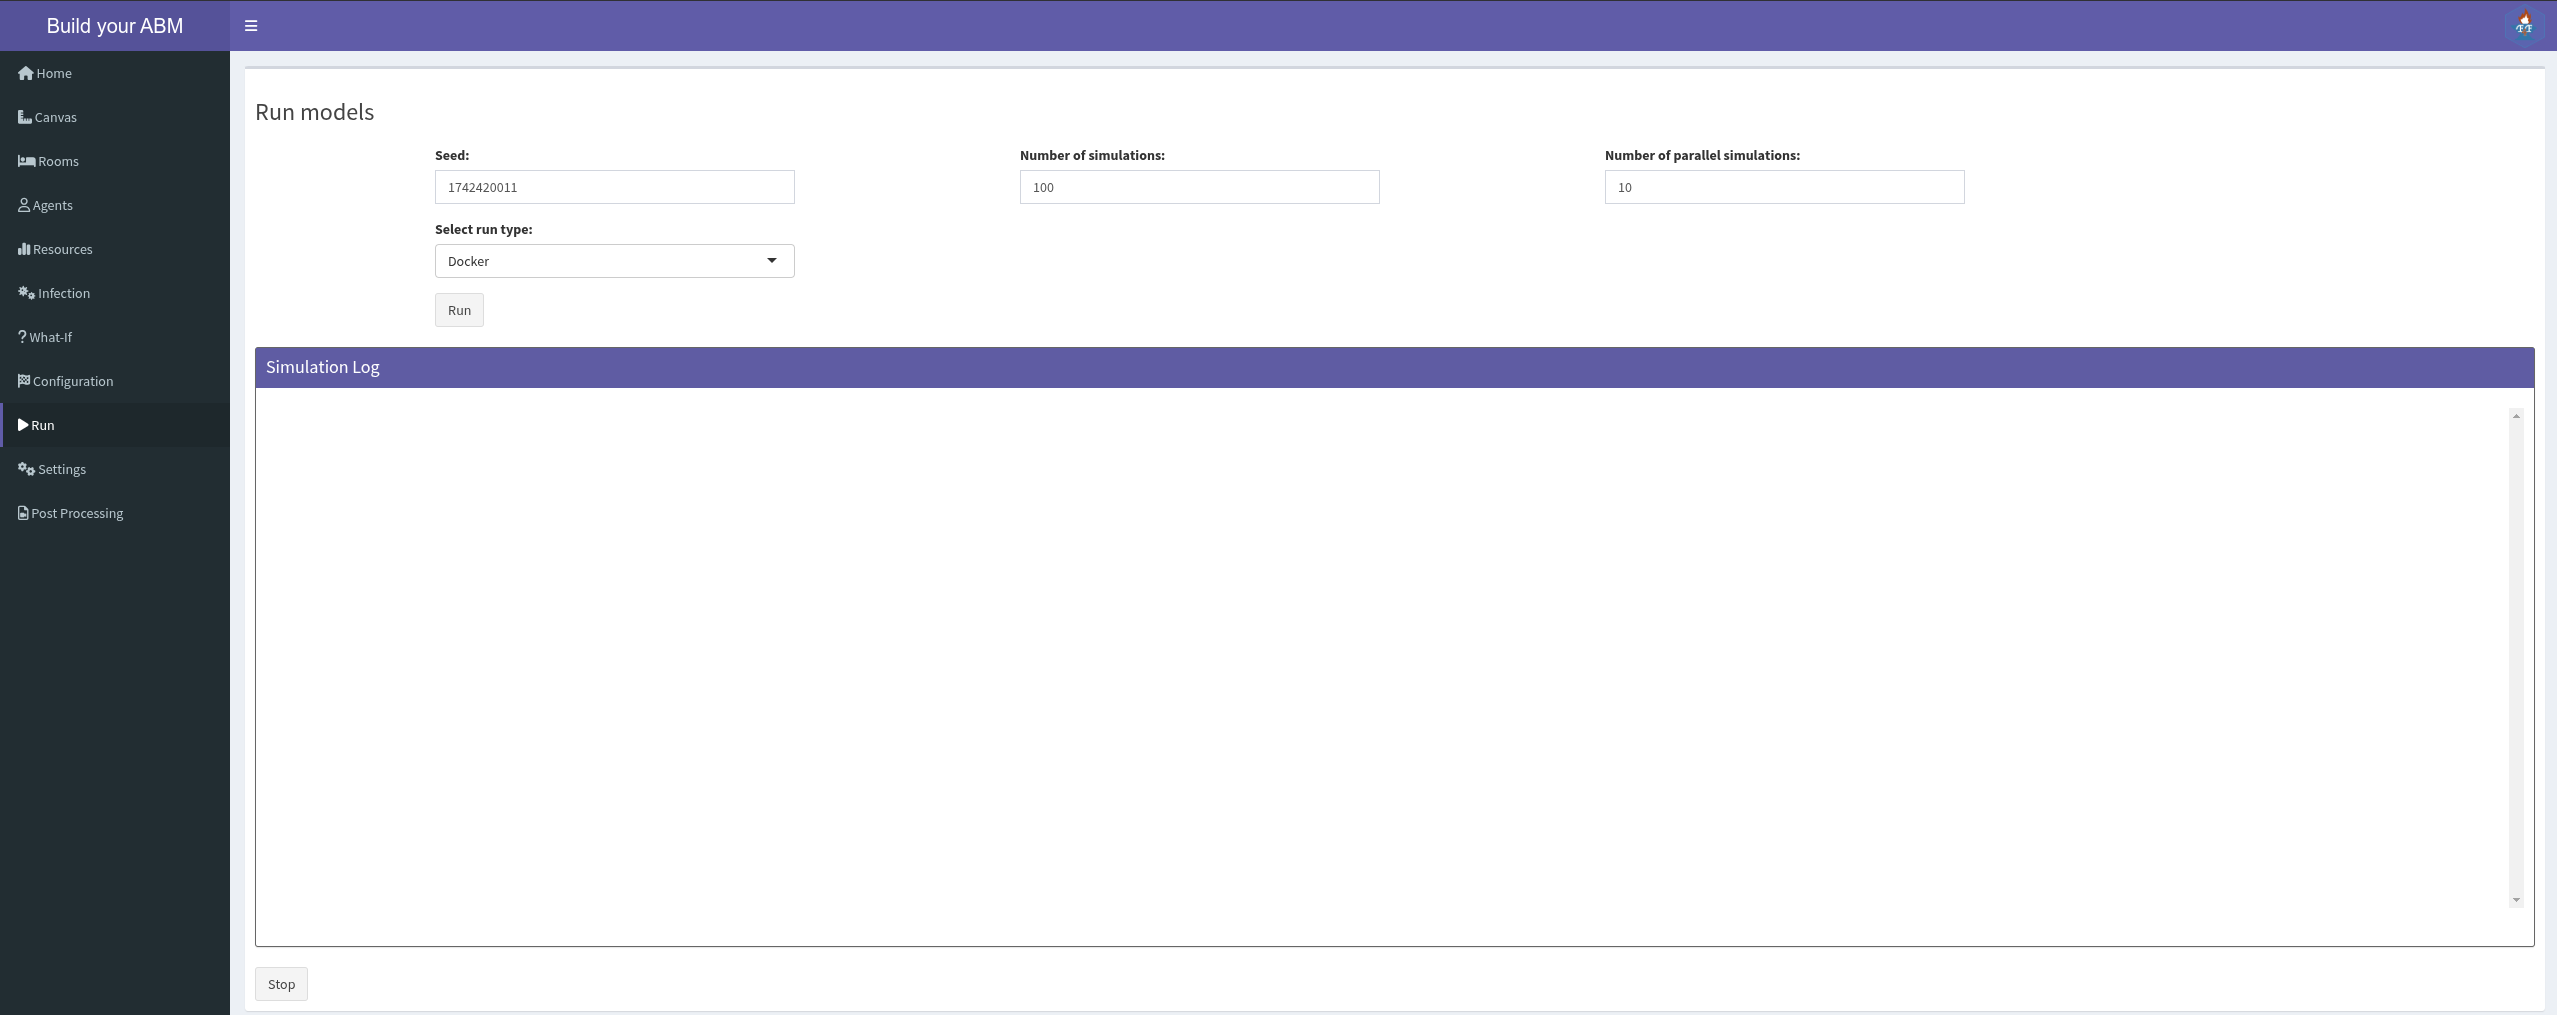 Build your ABM
Home
Canvas
Rooms
Agents
Resources
Infection
What-If
Configuration
Run
Settings
Post Processing
Run models
Seed:
1742420011
Number of simulations:
100
Number of parallel simulations:
10
Select run type:
Docker
Run
Simulation Log
Stop